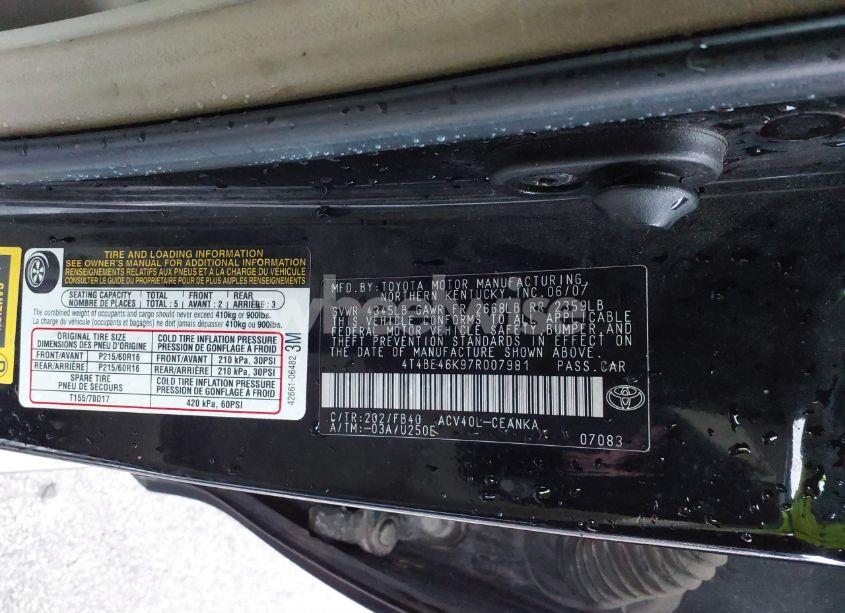 TIRE AND LOADING INFORMATION
SEE OWNER'S MANUAL FOR ADDITIONAL INFORMATION
RENSEIGNEMENTS RELATIFS AUX PNEUS ET A LA CHARGE DU VÉHICULE
CONSULTER LE GUIDE DU PROPRIETAIRE POUR DE PLUS AMPLES RENSEIGNEMENTS
SEATING CAPACITY TOTAL FRONT REAR
NOMBRE DE PLACES TOTAL : 5 AVANT : 2 ARRIÈRE : 3
The combined weight of occupants and cargo should never exceed 410kg or 900lbs.
La charge du véhicule (occupants et bagages) ne doit jamais dépasser 410kg or 900lbs.
ORIGINAL TIRE SIZE COLD TIRE INFLATION PRESSURE
DIMENSIONS DES PNEU D'ORIGINE PRESSION DE GONFLAGE À FROID
FRONT/AVANT P215/60R16 FRONT/AVANT 210 kPa, 30PSI
REAR/ARRIÈRE P215/60R16 REAR/ARRIÈRE 210 kPa, 30PSI
SPARE TIRE COLD TIRE INFLATION PRESSURE
PNEU DE SECOURS PRESSION DE GONFLAGE À FROID
T155/70D17 420 kPa, 60PSI
42661-06482 3M
wheelwise
MFD.BY:TOYOTA MOTOR MANUFACTURING,
NORTHERN KENTUCKY,INC.06/07
GVWR 4345LB GAWR FR 2668LB RR 2359LB
THIS VEHICLE CONFORMS TO ALL APPLICABLE
FEDERAL MOTOR VEHICLE SAFETY, BUMPER, AND
THEFT PREVENTION STANDARDS IN EFFECT ON
THE DATE OF MANUFACTURE SHOWN ABOVE.
4T4BE46K97R007981 PASS.CAR
C/TR:202/FB40 ACV40L-CEANKA
A/TM:-03A/U250E 07083